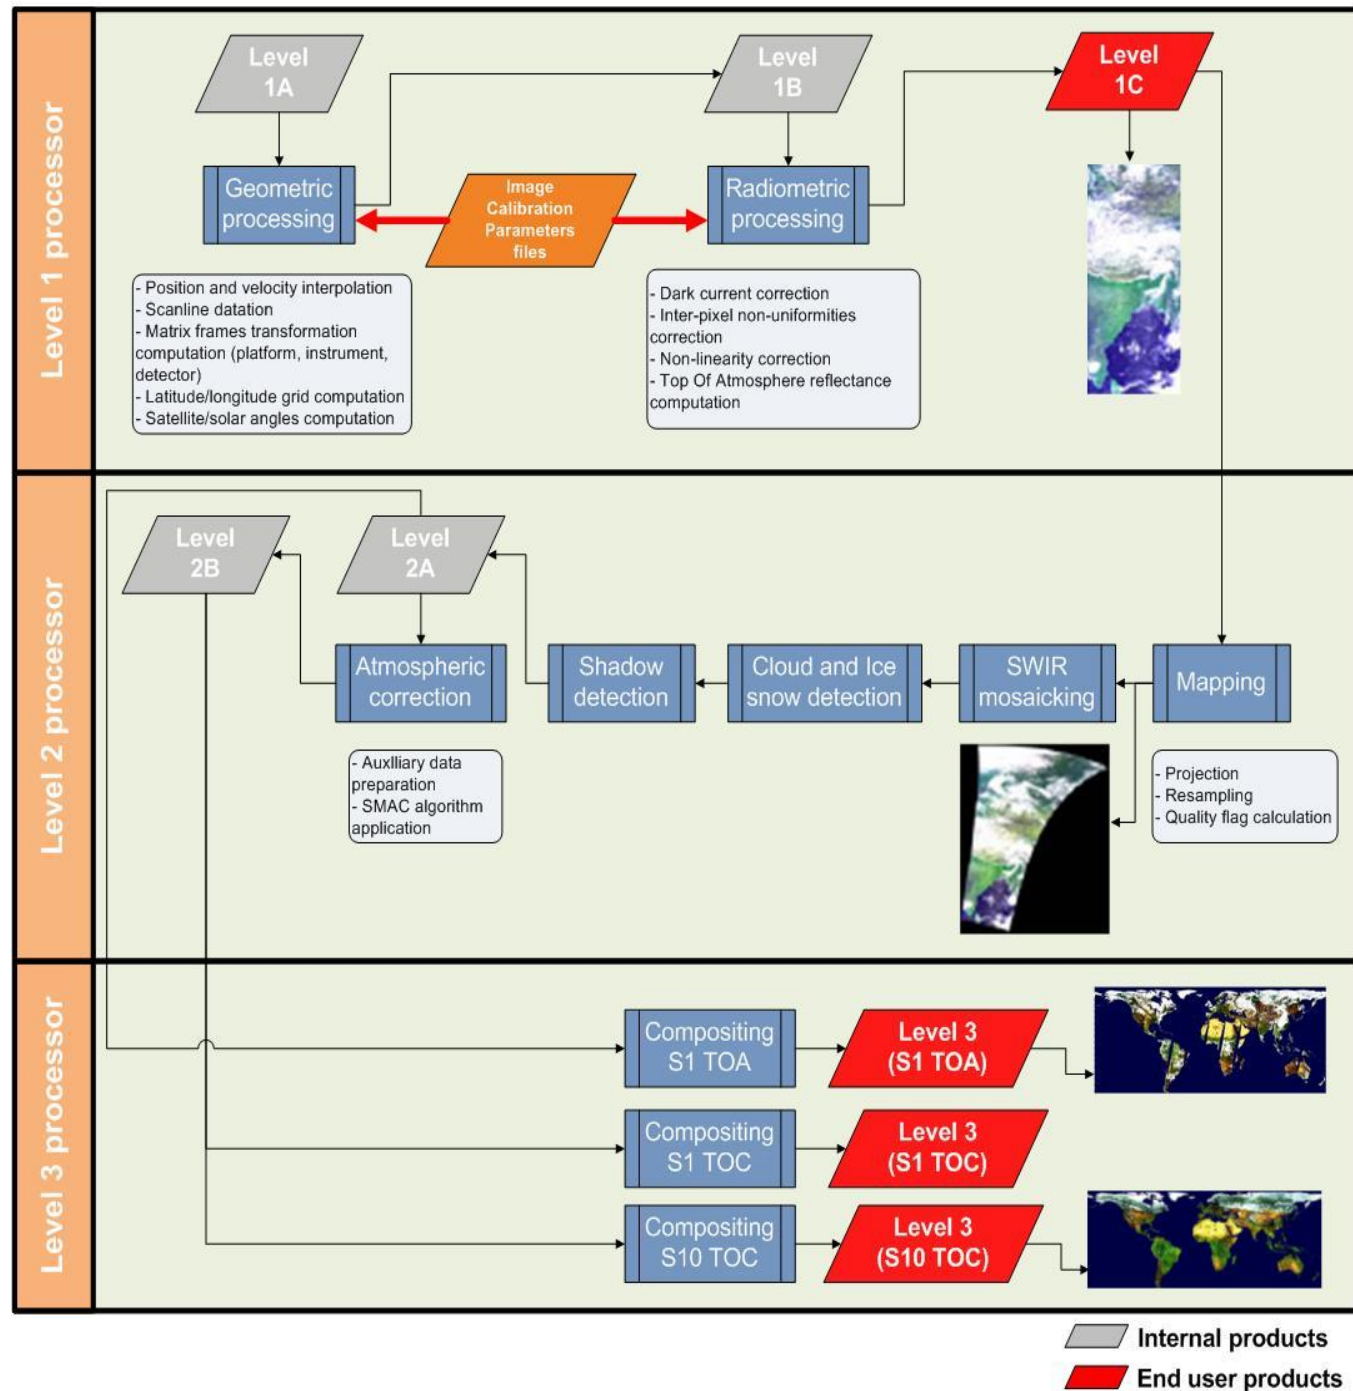 Level 1 processor
Level
1A
Level
1B
Level
1C
Geometric
processing
Image
Calibration
Parameters
files
Radiometric
processing
- Position and velocity interpolation
- Scanline datation
- Matrix frames transformation
computation (platform, instrument,
detector)
- Latitude/longitude grid computation
- Satellite/solar angles computation
- Dark current correction
- Inter-pixel non-uniformities
correction
- Non-linearity correction
- Top Of Atmosphere reflectance
computation
Level 2 processor
Level
2B
Level
2A
Atmospheric
correction
Shadow
detection
Cloud and Ice
snow detection
SWIR
mosaicking
Mapping
- Auxlliary data
preparation
- SMAC algorithm
application
- Projection
- Resampling
- Quality flag calculation
Level 3 processor
Compositing
S1 TOA
Level 3
(S1 TOA)
Compositing
S1 TOC
Level 3
(S1 TOC)
Compositing
S10 TOC
Level 3
(S10 TOC)
Internal products
End user products